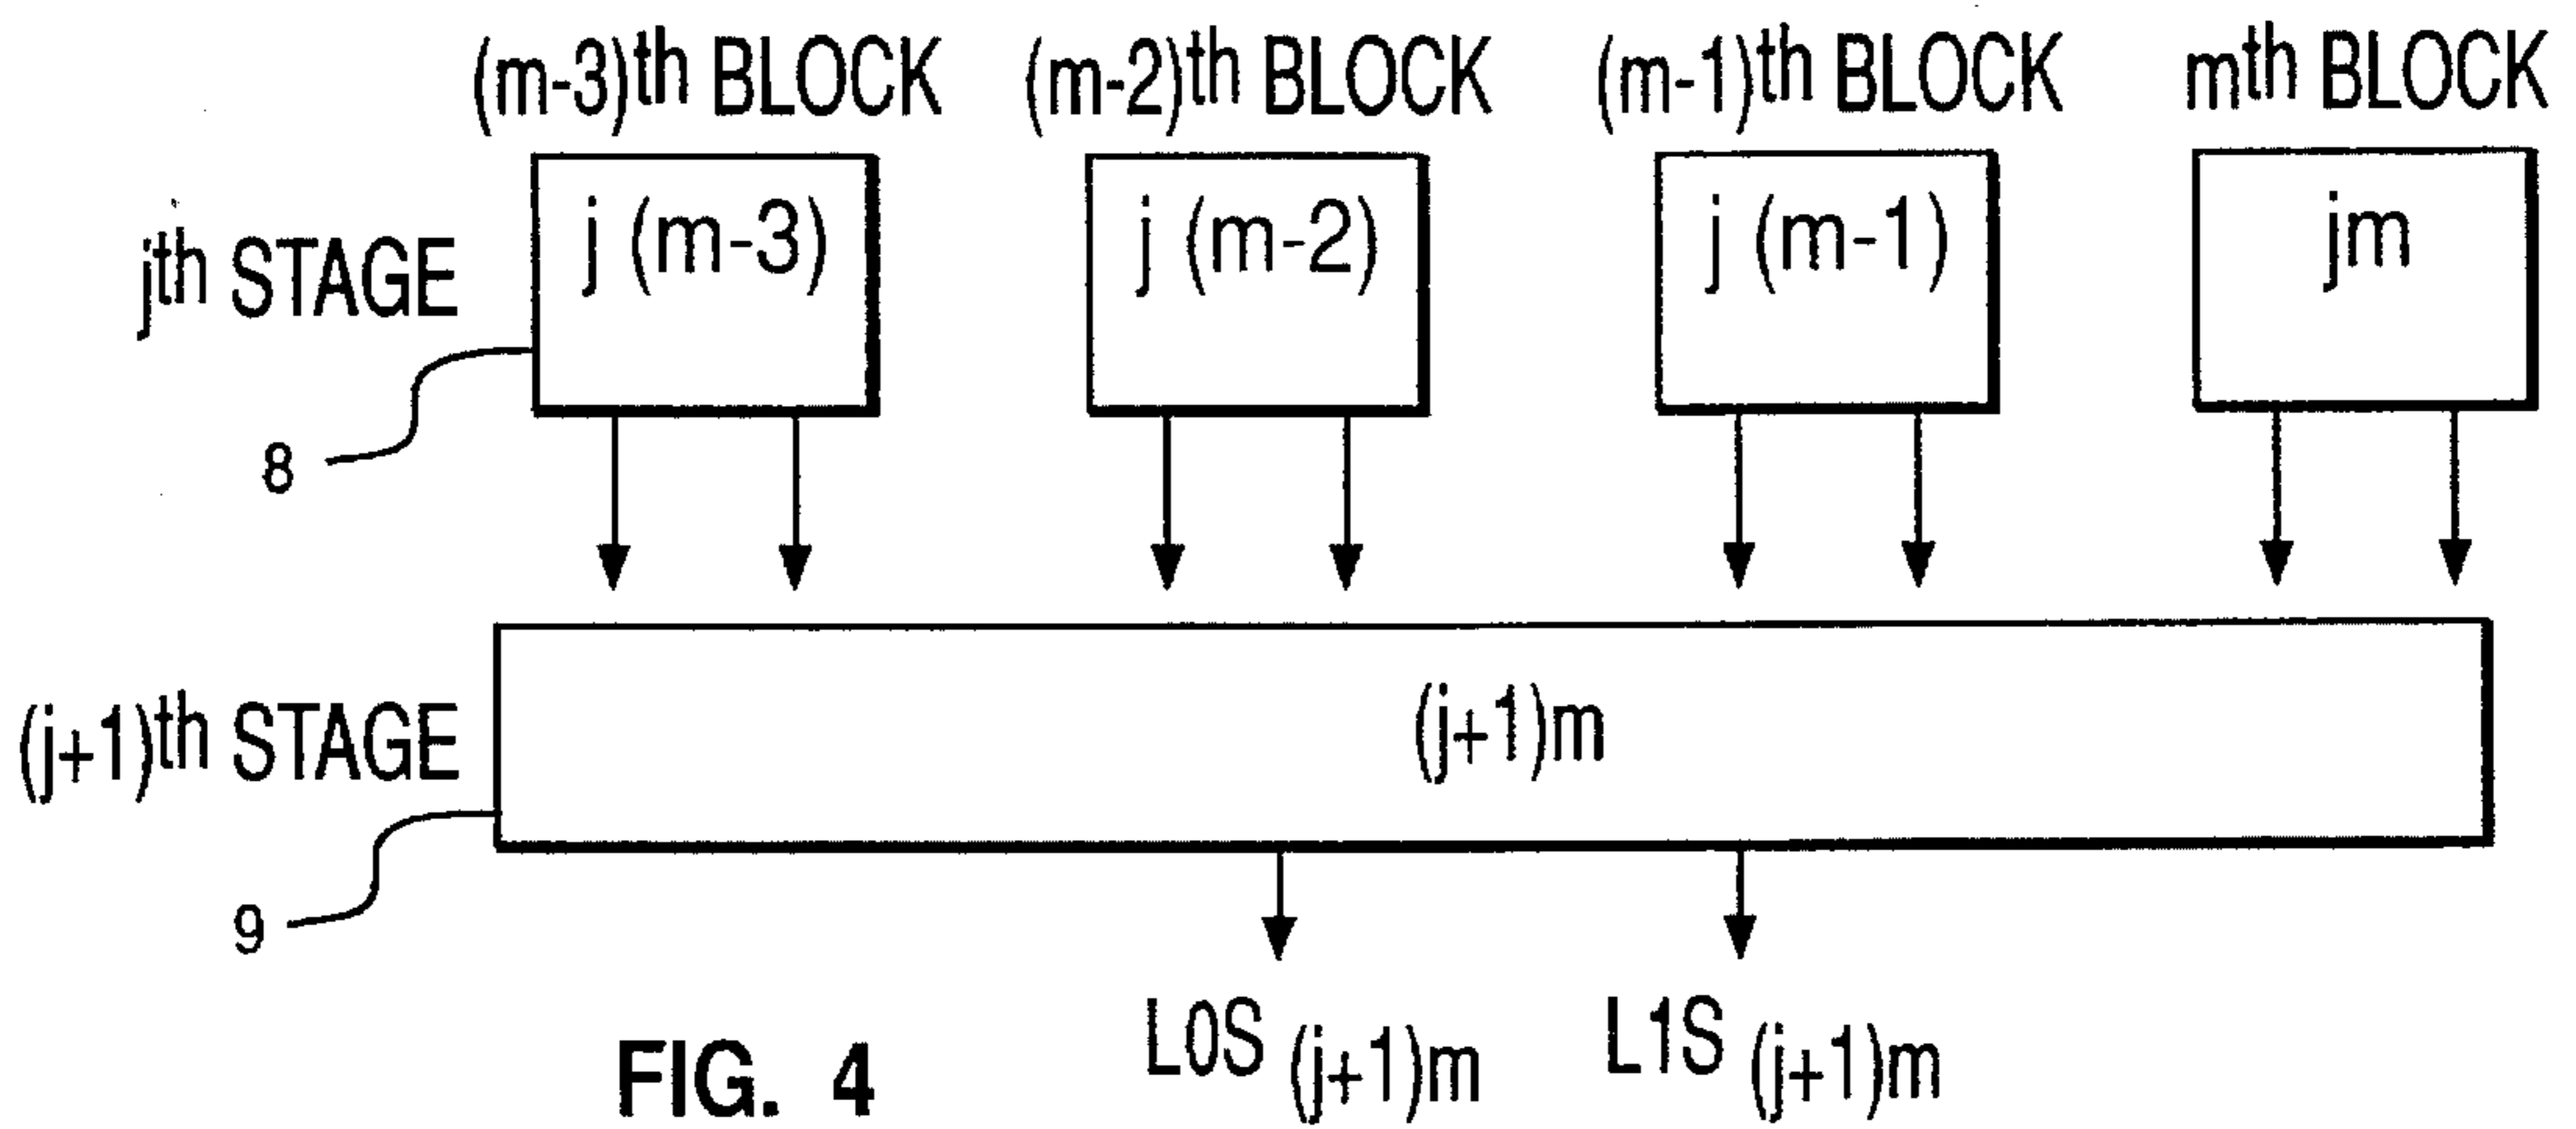 (m-3)th BLOCK (m-2)th BLOCK (m-1)th BLOCK mth BLOCK
jth STAGE j (m-3) j (m-2) j (m-1) jm
8
(j+1)th STAGE (j+1)m
9
L0S (j+1)m L1S (j+1)m
FIG. 4